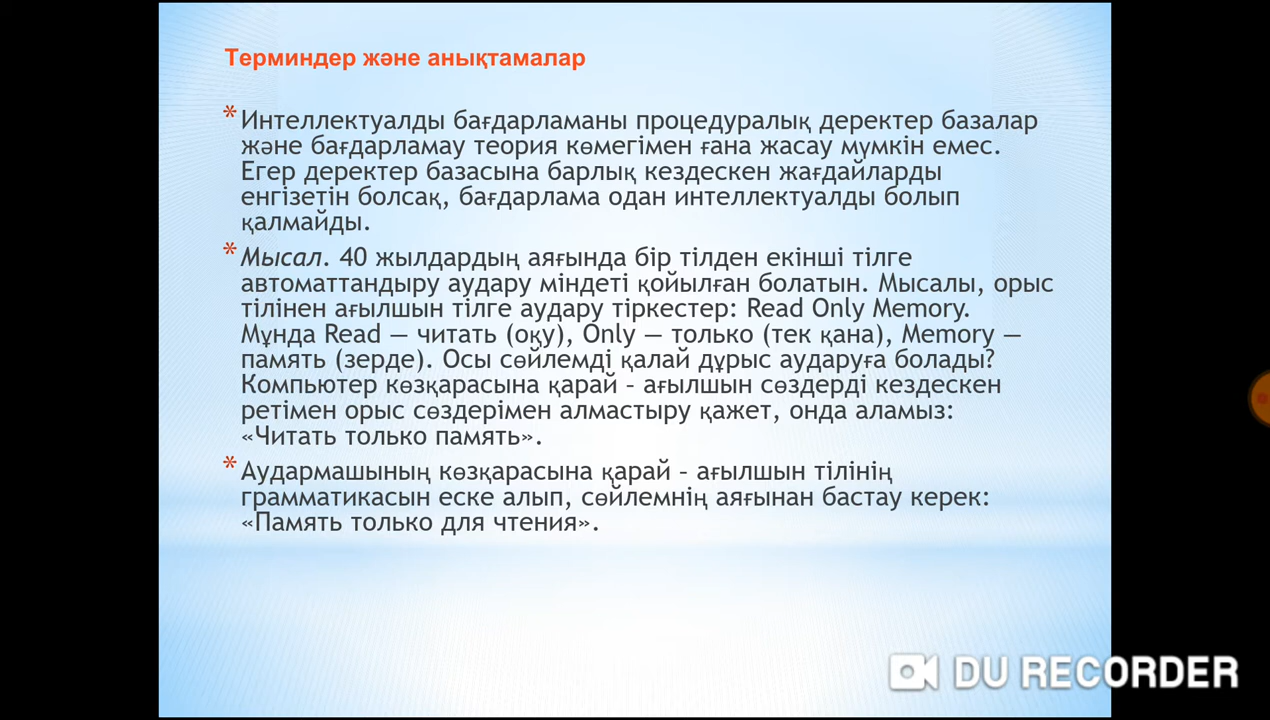 Терминдер және анықтамалар
* Интеллектуалды бағдарламаны процедуралық деректер базалар
және бағдарламау теория көмегімен ғана жасау мүмкін емес.
Егер деректер базасына барлық кездескен жағдайларды
енгізетін болсақ, бағдарлама одан интеллектуалды болып
қалмайды.
* Мысал. 40 жылдардың аяғында бір тілден екінші тілге
автоматтандыру аудару міндеті қойылған болатын. Мысалы, орыс
тілінен ағылшын тілге аудару тіркестер: Read Only Memory.
Мұнда Read — читать (оқу), Only — только (тек қана), Memory —
память (зерде). Осы сөйлемді қалай дұрыс аударуға болады?
Компьютер көзқарасына қарай – ағылшын сөздерді кездескен
ретімен орыс сөздерімен алмастыру қажет, онда аламыз:
«Читать только память».
* Аудармашының көзқарасына қарай – ағылшын тілінің
грамматикасын еске алып, сөйлемнің аяғынан бастау керек:
«Память только для чтения».
DU RECORDER